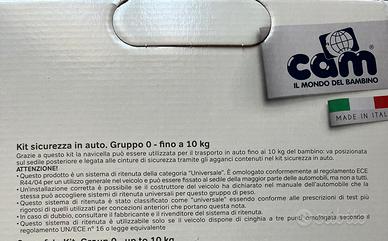 cam
IL MONDO DEL BAMBINO
MADE IN ITALY
Kit sicurezza in auto. Gruppo 0 - fino a 10 kg
Grazie a questo kit la navicella può essere utilizzata per il trasporto in auto fino ai 10 kg del bambino: va posizionata
sul sedile posteriore e legata alle cinture di sicurezza tramite gli agganci contenuti nel kit sicurezza in auto.
ATTENZIONE!
• Questo prodotto è un sistema di ritenuta della categoria "Universale". È omologato conformemente al regolamento ECE
R44/04 per un utilizzo generale nel veicolo e può essere fissato al sedile della maggior parte delle automobili, ma non a tutti.
• Un'installazione corretta è possibile se il costruttore del veicolo ha dichiarato nel manuale dell'automobile che la
stessa può prevedere sistemi di ritenuta universali per questo gruppo di peso.
• Questo sistema di ritenuta è stato classificato come "universale" essendo conforme alle prescrizioni di test più
rigorosi di quelli utilizzati per concezioni anteriori che portano questa nota.
• In caso di dubbio, consultare il fabbricante, oppure il rivenditore.
• Questo sistema di ritenuta è utilizzabile solo se il veicolo dispone di cinghia a tre punti omologata secondo il
regolamento UN/ECE n° 16 o legge equivalente
Group 0 - up to 10 kg